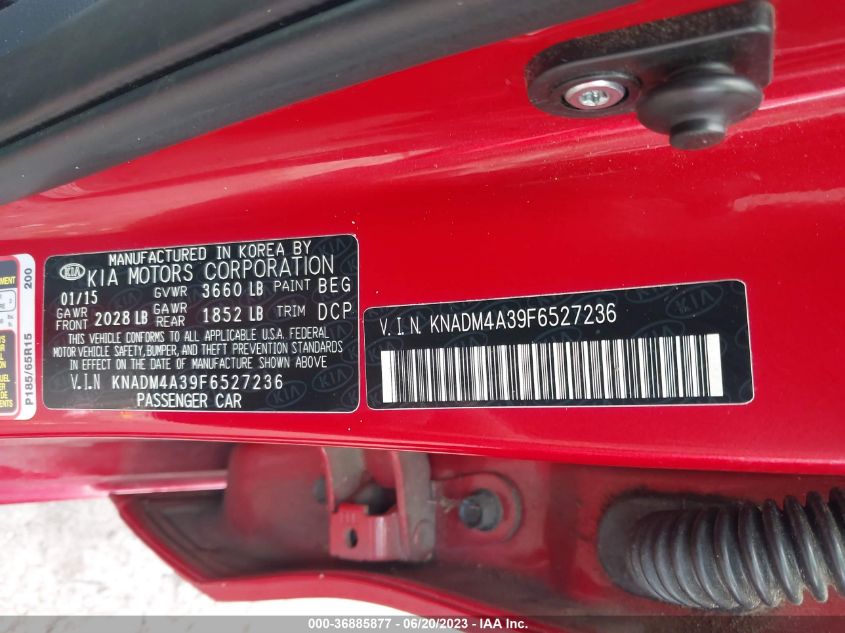 MANUFACTURED IN KOREA BY
KIA KIA MOTORS CORPORATION
01/15 GVWR 3660 LB PAINT BEG
GAWR FRONT 2028 LB GAWR REAR 1852 LB TRIM DCP
THIS VEHICLE CONFORMS TO ALL APPLICABLE U.S.A. FEDERAL
MOTOR VEHICLE SAFETY, BUMPER, AND THEFT PREVENTION STANDARDS
IN EFFECT ON THE DATE OF MANUFACTURE SHOWN ABOVE
V.I.N KNADM4A39F6527236
PASSENGER CAR
V.I.N. KNADM4A39F6527236
P185/65R15 200
000-36885877 - 06/20/2023 - IAAI.com